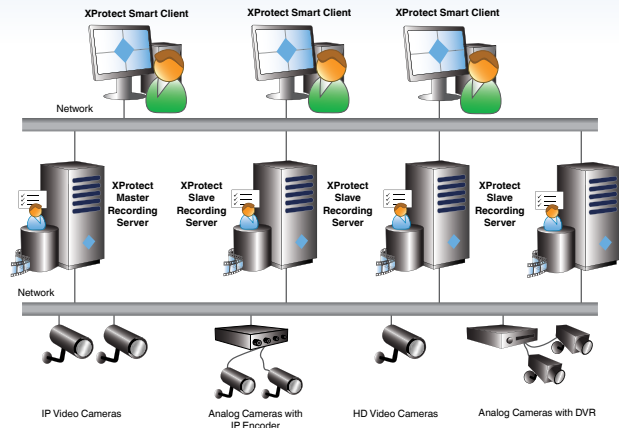 XProtect Smart Client
XProtect Smart Client
XProtect Smart Client
Network
XProtect
Master
Recording
Server
XProtect
Slave
Recording
Server
XProtect
Slave
Recording
Server
XProtect
Slave
Recording
Server
Network
IP Video Cameras
Analog Cameras with
IP Encoder
HD Video Cameras
Analog Cameras with DVR